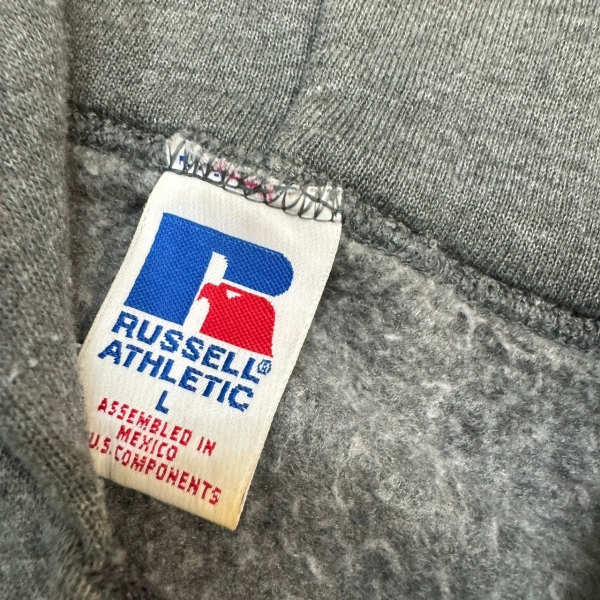 R
RUSSELL®
ATHLETIC
L
ASSEMBLED IN
MEXICO
U.S. COMPONENTS